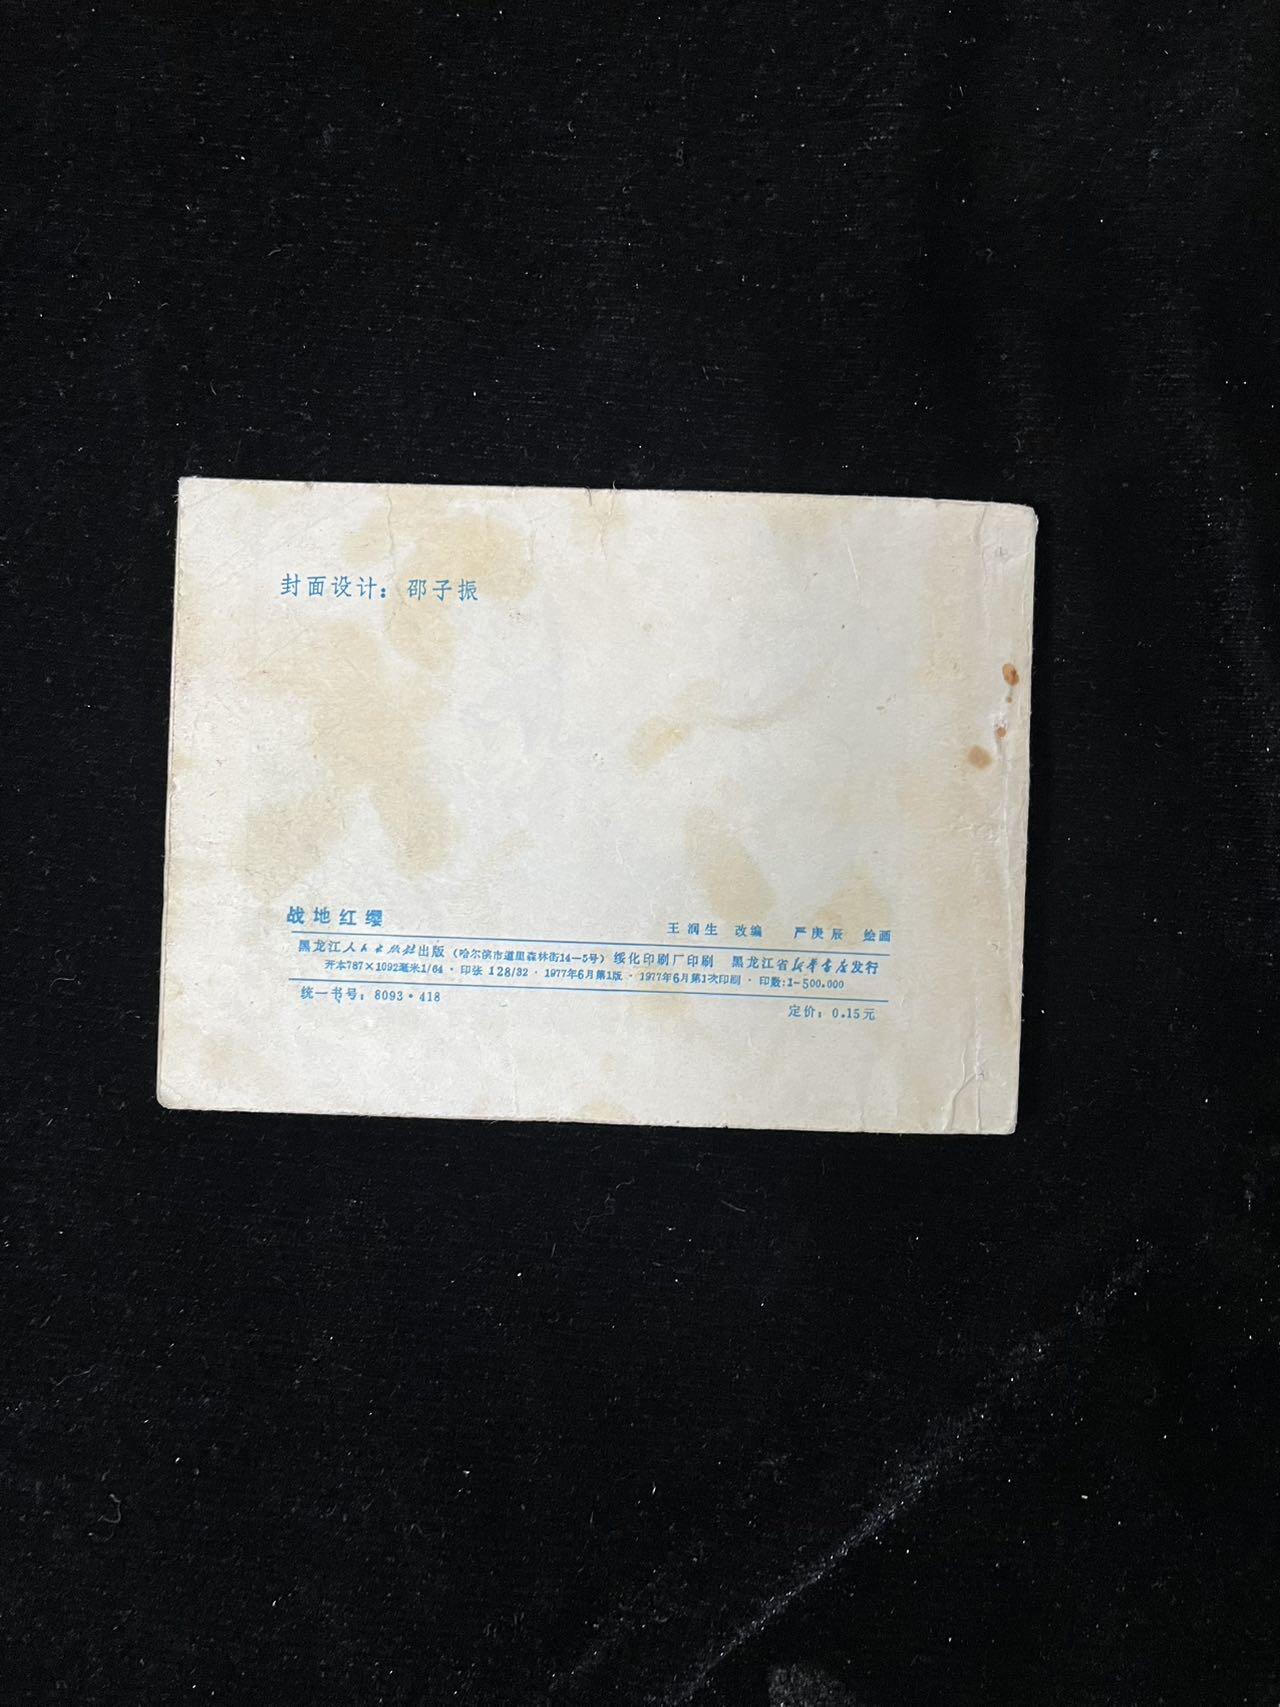 封面设计：邵子振
战地红缨
王润生 改编 严庚辰 绘画
黑龙江人民出版社出版（哈尔滨市道里森林街14—5号）绥化印刷厂印刷 黑龙江省新华书店发行
开本787×1092毫米1/64·印张 128/32·1977年6月第1版·1977年6月第1次印刷·印数:1-500.000
统一书号：8093·418
定价：0.15元